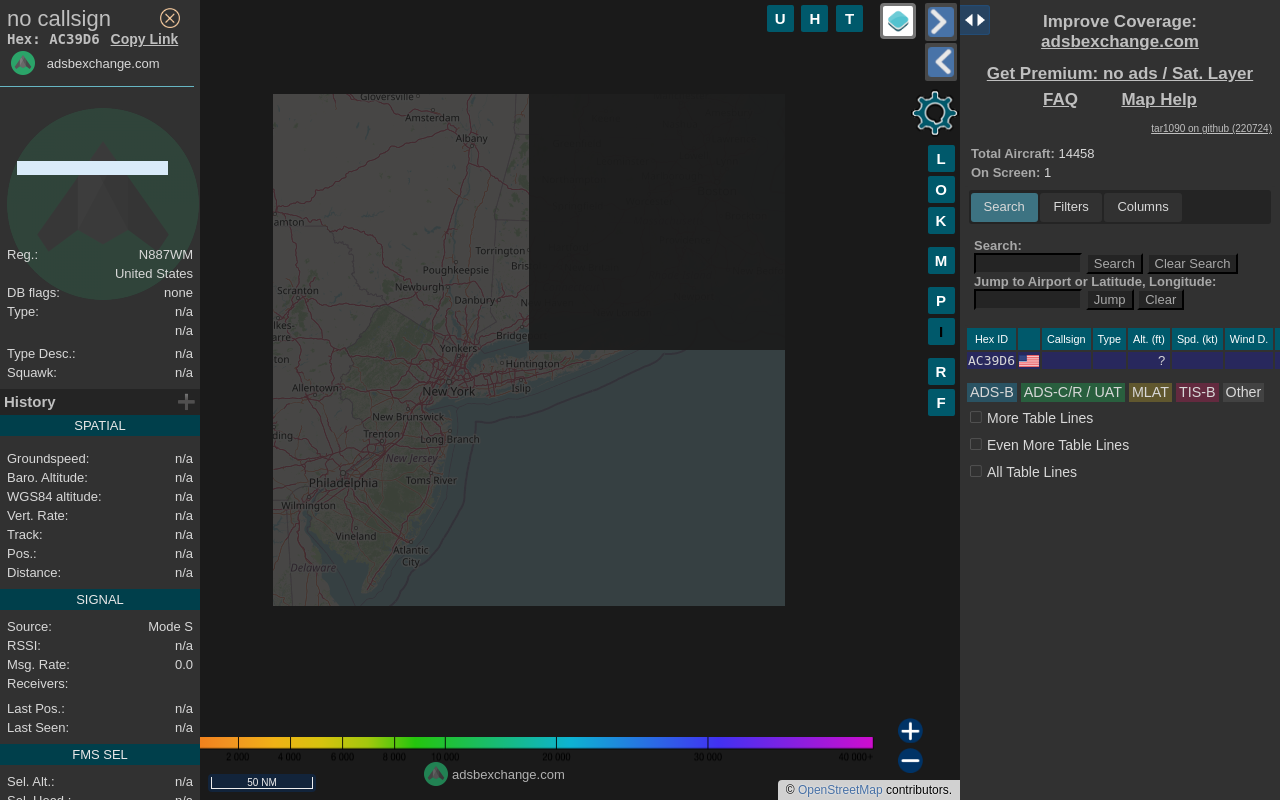 no callsign
Hex: AC39D6 Copy Link
adsbexchange.com
Reg.: N887WM
United States
DB flags: none
Type: n/a
n/a
Type Desc.: n/a
Squawk: n/a
History
SPATIAL
Groundspeed: n/a
Baro. Altitude: n/a
WGS84 altitude: n/a
Vert. Rate: n/a
Track: n/a
Pos.: n/a
Distance: n/a
SIGNAL
Source: Mode S
RSSI: n/a
Msg. Rate: 0.0
Receivers:
Last Pos.: n/a
Last Seen: n/a
FMS SEL
Sel. Alt.: n/a
Sel. Head.: n/a
U H T
L
O
K
M
P
I
R
F
Gloversville
Amsterdam
Albany
amton
Torrington
Poughkeepsie
Bris
Scranton
Newburgh
Danbury
N
lkes-
arre
Bridge
Yonkers
ton
Huntington
Allentown
New York
Islip
New Brunswick
ding
Trenton
Long Branch
New Jersey
Philadelphia
Toms River
Wilmington
Vineland
Atlantic
City
Delaware
2 000 4 000 6 000 8 000 10 000 20 000 30 000 40 000+
50 NM
adsbexchange.com
© OpenStreetMap contributors.
Improve Coverage:
adsbexchange.com
Get Premium: no ads / Sat. Layer
FAQ Map Help
tar1090 on github (220724)
Total Aircraft: 14458
On Screen: 1
Search Filters Columns
Search:
Search Clear Search
Jump to Airport or Latitude, Longitude:
Jump Clear
Hex ID Callsign Type Alt. (ft) Spd. (kt) Wind D.
AC39D6 ?
ADS-B ADS-C/R / UAT MLAT TIS-B Other
More Table Lines
Even More Table Lines
All Table Lines